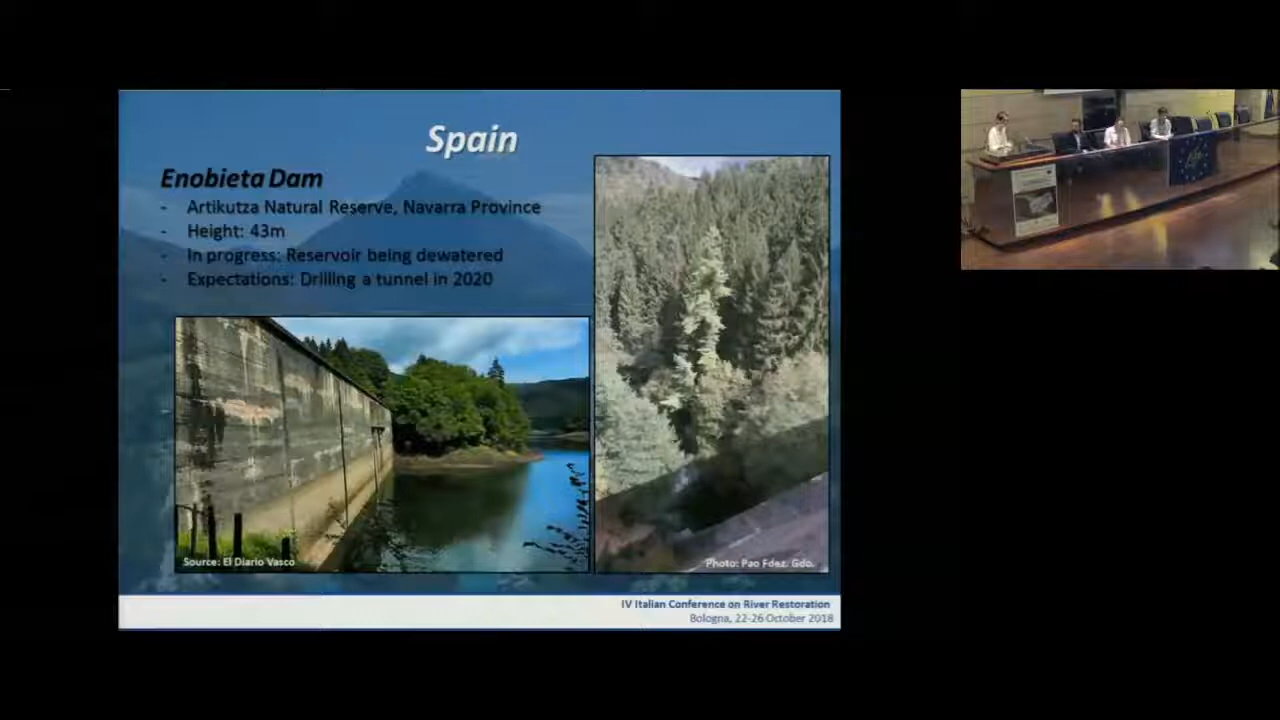 Spain
Enobieta Dam
- Artikutza Natural Reserve, Navarra Province
- Height: 43m
- In progress: Reservoir being dewatered
- Expectations: Drilling a tunnel in 2020
Source: El Diario Vasco
Photo: Pao Fdez. Gdo.
IV Italian Conference on River Restoration
Bologna, 22-26 October 2018